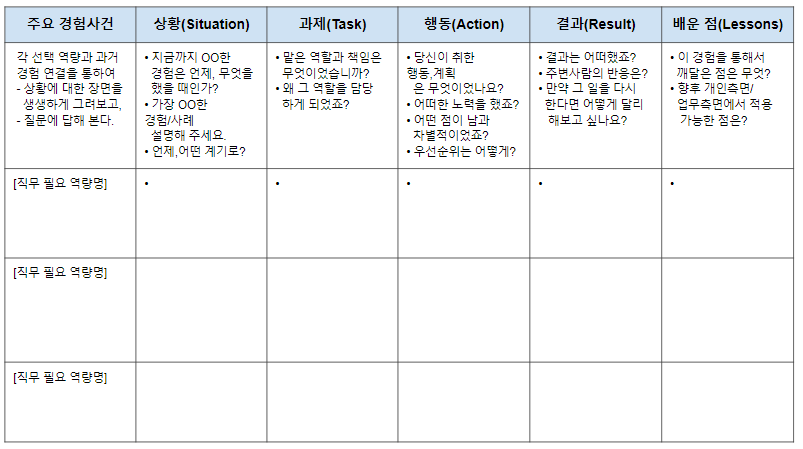 주요 경험사건
상황(Situation)
과제(Task)
행동(Action)
결과(Result)
배운 점(Lessons)
각 선택 역량과 과거
경험 연결을 통하여
- 상황에 대한 장면을
생생하게 그려보고,
- 질문에 답해 본다.
• 지금까지 OO한
경험은 언제, 무엇을
했을 때인가?
• 가장 OO한
경험/사례
설명해 주세요.
• 언제,어떤 계기로?
• 맡은 역할과 책임은
무엇이었습니까?
• 왜 그 역할을 담당
하게 되었죠?
• 당신이 취한
행동,계획
은 무엇이었나요?
• 어떠한 노력을 했죠?
• 어떤 점이 남과
차별적이었죠?
• 우선순위는 어떻게?
• 결과는 어떠했죠?
• 주변사람의 반응은?
• 만약 그 일을 다시
한다면 어떻게 달리
해보고 싶나요?
• 이 경험을 통해서
깨달은 점은 무엇?
• 향후 개인측면/
업무측면에서 적용
가능한 점은?
[직무 필요 역량명]
•
•
•
•
•
[직무 필요 역량명]
[직무 필요 역량명]